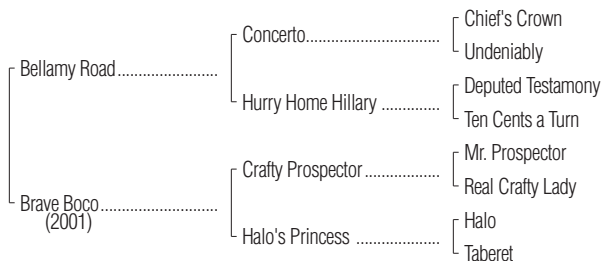 Chief's Crown
Concerto
Undeniably
Bellamy Road
Deputed Testamony
Hurry Home Hillary
Ten Cents a Turn
Mr. Prospector
Crafty Prospector
Real Crafty Lady
Brave Boco
(2001)
Halo
Halo's Princess
Taberet